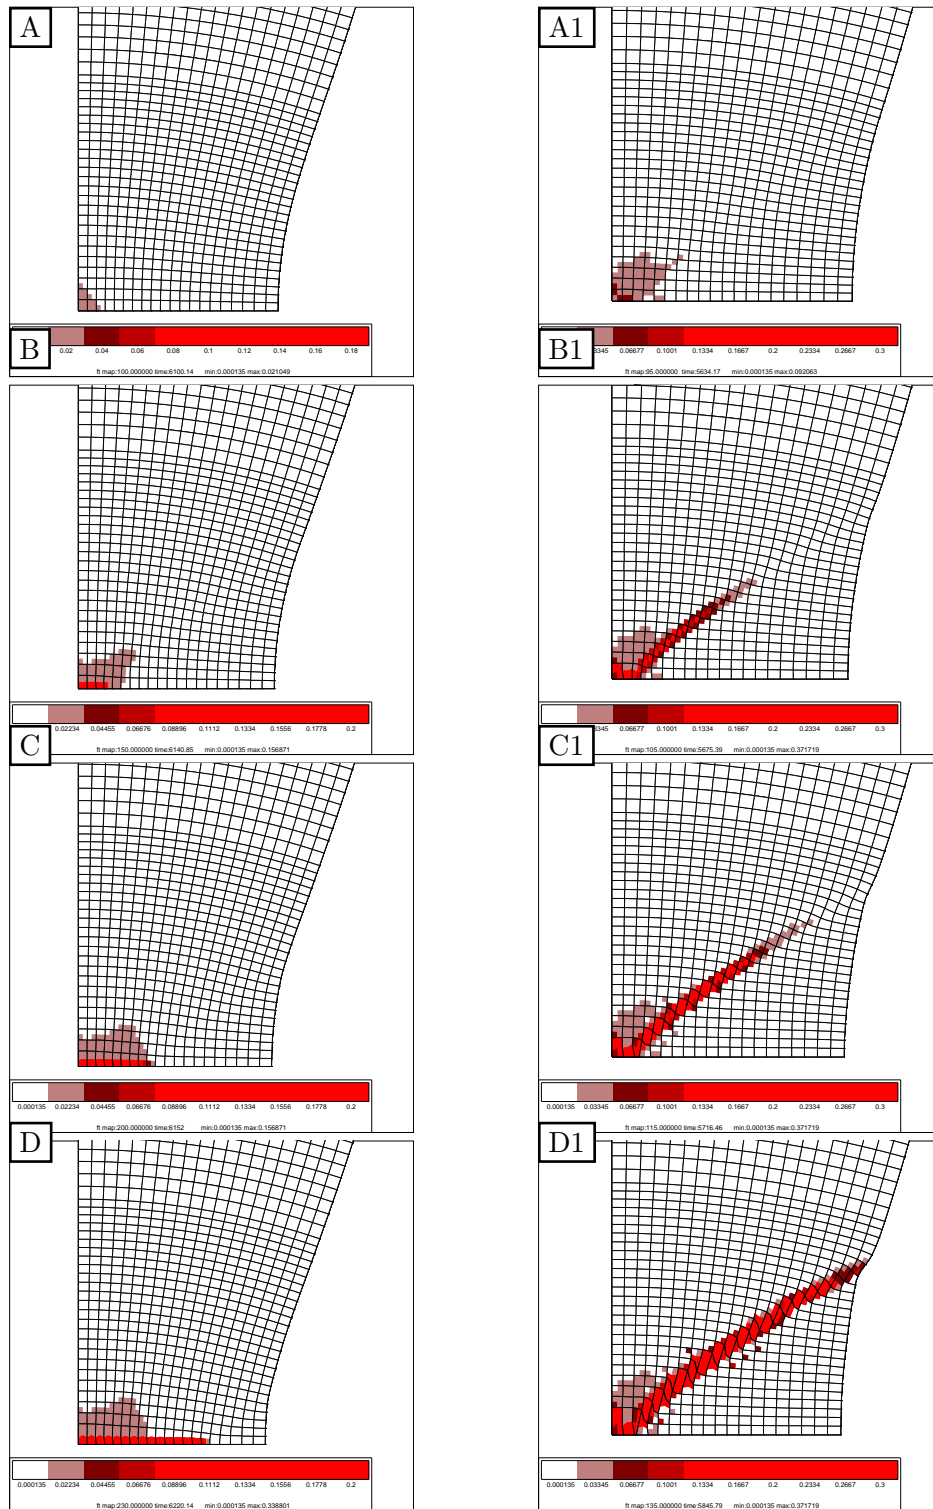 A
A1
0.02 0.04 0.06 0.08 0.1 0.12 0.14 0.16 0.18
ft map:100.000000 time:6100.14 min:0.000135 max:0.021049
B
0.06677 0.1001 0.1334 0.1667 0.2 0.2334 0.2667 0.3
ft map:95.000000 time:5634.17 min:0.000135 max:0.092063
B1
0.02234 0.04455 0.06676 0.08896 0.1112 0.1334 0.1556 0.1778 0.2
ft map:150.000000 time:6140.85 min:0.000135 max:0.156871
C
0.06677 0.1001 0.1334 0.1667 0.2 0.2334 0.2667 0.3
ft map:105.000000 time:5675.39 min:0.000135 max:0.371719
C1
0.000135 0.02234 0.04455 0.06676 0.08896 0.1112 0.1334 0.1556 0.1778 0.2
ft map:200.000000 time:6152 min:0.000135 max:0.156871
D
0.000135 0.03345 0.06677 0.1001 0.1334 0.1667 0.2 0.2334 0.2667 0.3
ft map:115.000000 time:5716.46 min:0.000135 max:0.371719
D1
0.000135 0.02234 0.04455 0.06676 0.08896 0.1112 0.1334 0.1556 0.1778 0.2
ft map:230.000000 time:6220.14 min:0.000135 max:0.338801
0.000135 0.03345 0.06677 0.1001 0.1334 0.1667 0.2 0.2334 0.2667 0.3
ft map:135.000000 time:5845.79 min:0.000135 max:0.371719